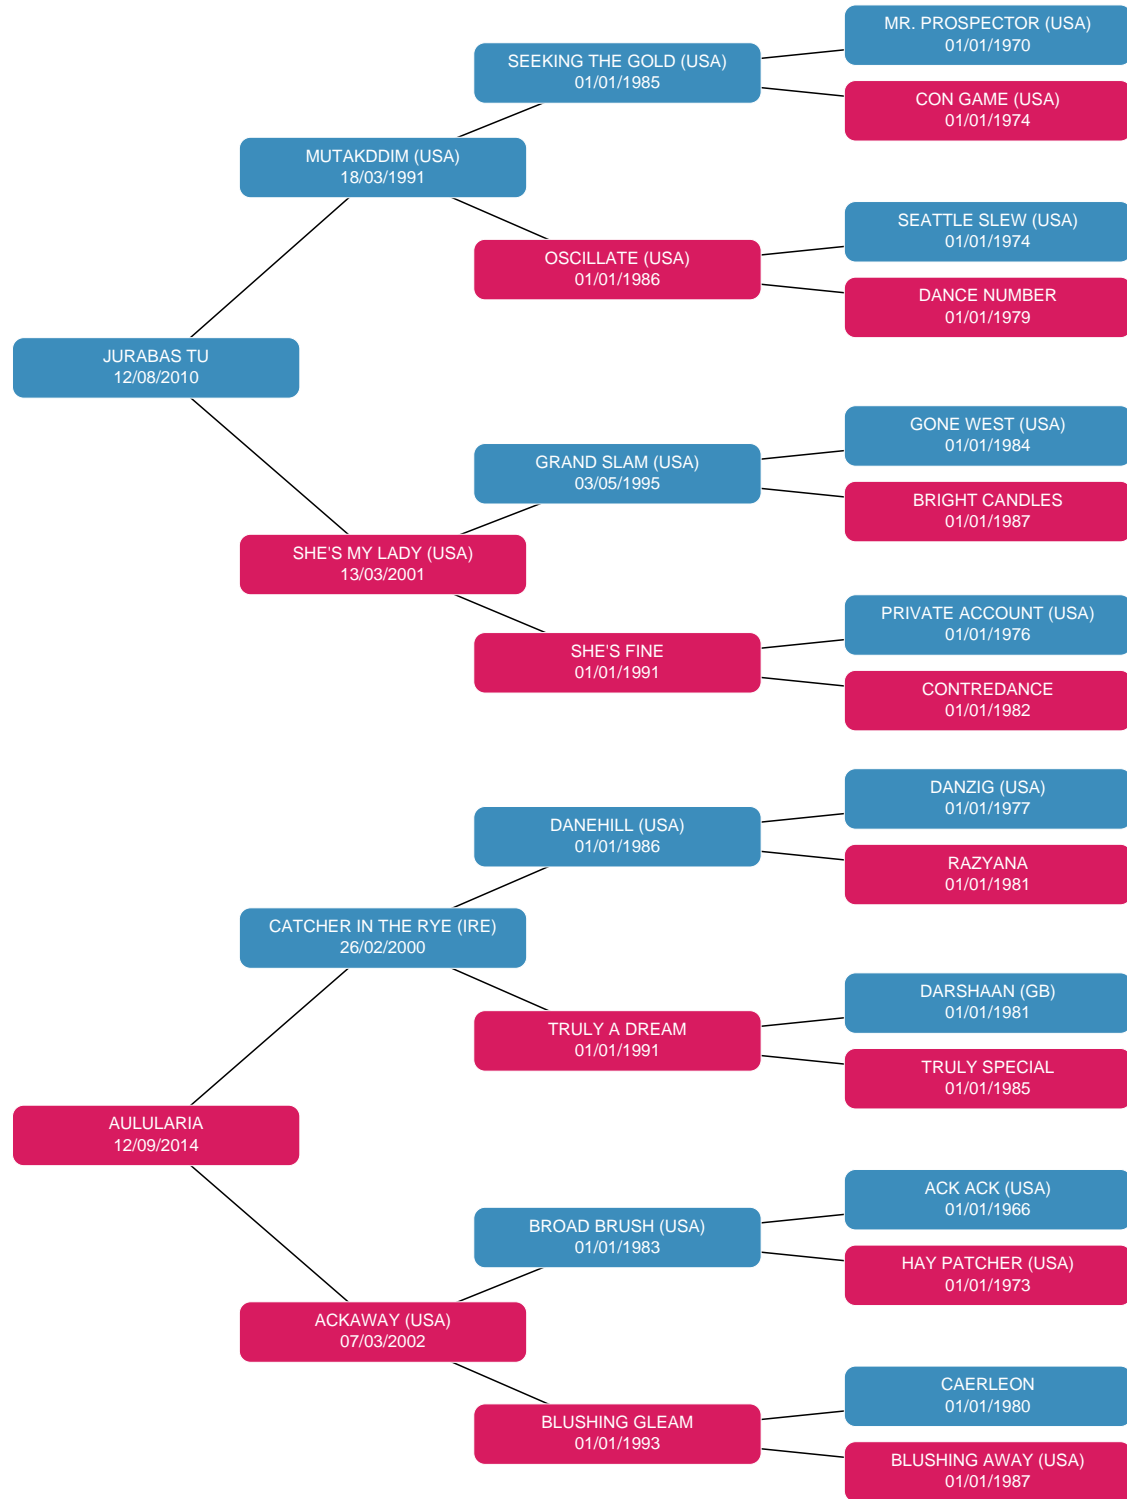 MR. PROSPECTOR (USA)
01/01/1970
SEEKING THE GOLD (USA)
01/01/1985
CON GAME (USA)
01/01/1974
MUTAKDDIM (USA)
18/03/1991
SEATTLE SLEW (USA)
01/01/1974
OSCILLATE (USA)
01/01/1986
DANCE NUMBER
01/01/1979
JURABAS TU
12/08/2010
GONE WEST (USA)
01/01/1984
GRAND SLAM (USA)
03/05/1995
BRIGHT CANDLES
01/01/1987
SHE'S MY LADY (USA)
13/03/2001
PRIVATE ACCOUNT (USA)
01/01/1976
SHE'S FINE
01/01/1991
CONTREDANCE
01/01/1982
DANZIG (USA)
01/01/1977
DANEHILL (USA)
01/01/1986
RAZYANA
01/01/1981
CATCHER IN THE RYE (IRE)
26/02/2000
DARSHAAN (GB)
01/01/1981
TRULY A DREAM
01/01/1991
TRULY SPECIAL
01/01/1985
AULULARIA
12/09/2014
ACK ACK (USA)
01/01/1966
BROAD BRUSH (USA)
01/01/1983
HAY PATCHER (USA)
01/01/1973
ACKAWAY (USA)
07/03/2002
CAERLEON
01/01/1980
BLUSHING GLEAM
01/01/1993
BLUSHING AWAY (USA)
01/01/1987